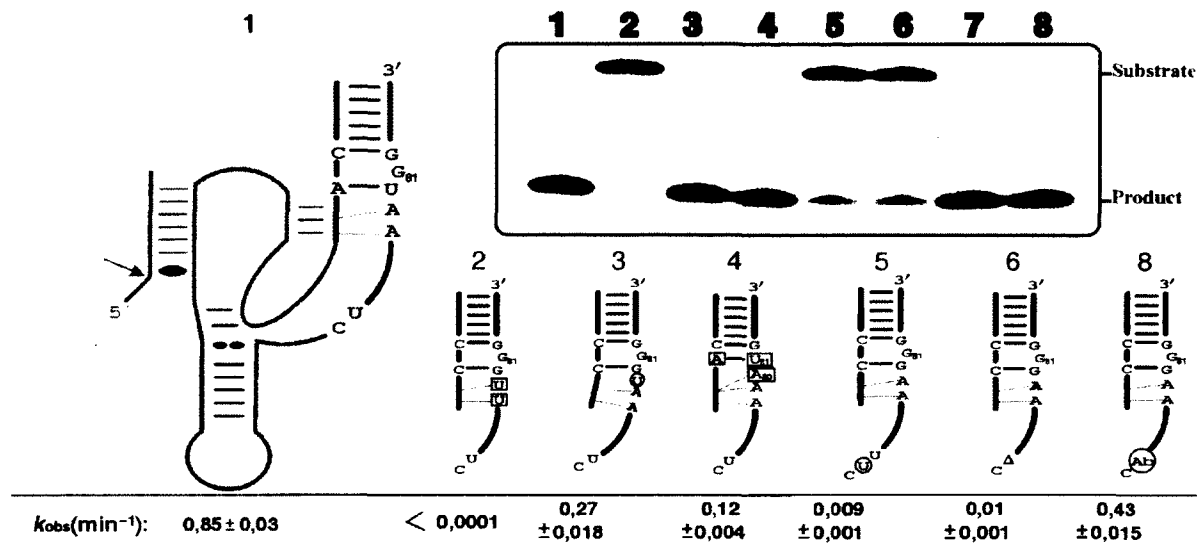 1
1 2 3 4 5 6 7 8
Substrate
Product
3′
C G
G81
A U
A
A
U
C
5
2 3 4 5 6 8
3′ 3′ 3′ 3′ 3′ 3′
C G C G C G C G C G C G
G81 G81 G81 G81 G81
C G C G A U81 C G C G C G
U U A80 A A A
U A A A A A
A A
C U C U C U C U U C Δ C Ab
kobs(min⁻¹): 0,85 ± 0,03 < 0,0001 0,27 0,12 0,009 0,01 0,43
±0,018 ±0,004 ±0,001 ±0,001 ±0,015